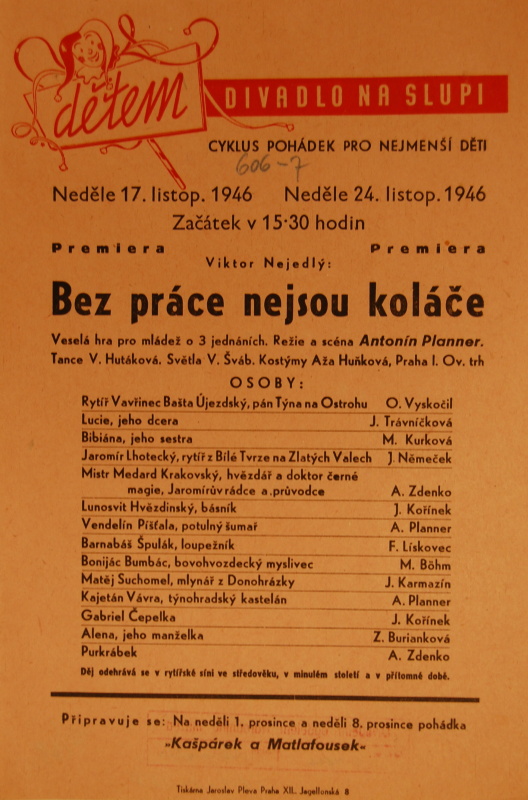 dětem
DIVADLO NA SLUPI
CYKLUS POHÁDEK PRO NEJMENŠÍ DĚTI
606-7
Neděle 17. listop. 1946 Neděle 24. listop. 1946
Začátek v 15·30 hodin
Premiera Premiera
Viktor Nejedlý:
Bez práce nejsou koláče
Veselá hra pro mládež o 3 jednáních. Režie a scéna Antonín Planner.
Tance V. Hutáková. Světla V. Šváb. Kostýmy Aža Huňková, Praha I. Ov. trh
OSOBY:
Rytíř Vavřinec Bašta Újezdský, pán Týna na Ostrohu O. Vyskočil
Lucie, jeho dcera J. Trávníčková
Bibiána, jeho sestra M. Kurková
Jaromír Lhotecký, rytíř z Bílé Tvrze na Zlatých Valech J. Němeček
Mistr Medard Krakovský, hvězdář a doktor černé
magie, Jaromírův rádce a průvodce A. Zdenko
Lunosvit Hvězdinský, básník J. Kořínek
Vendelín Píšťala, potulný šumař A. Planner
Barnabáš Špulák, loupežník F. Lískovec
Bonijác Bumbác, bovohvozdecký myslivec M. Böhm
Matěj Suchomel, mlynář z Donohrázky J. Karmazín
Kajetán Vávra, týnohradský kastelán A. Planner
Gabriel Čepelka J. Kořínek
Alena, jeho manželka Z. Burianková
Purkrábek A. Zdenko
Děj odehrává se v rytířské síni ve středověku, v minulém století a v přítomné době.
Připravuje se: Na neděli 1. prosince a neděli 8. prosince pohádka
»Kašpárek a Matlafousek«
Tiskárna Jaroslav Pleva Praha XII., Jagellonská 8